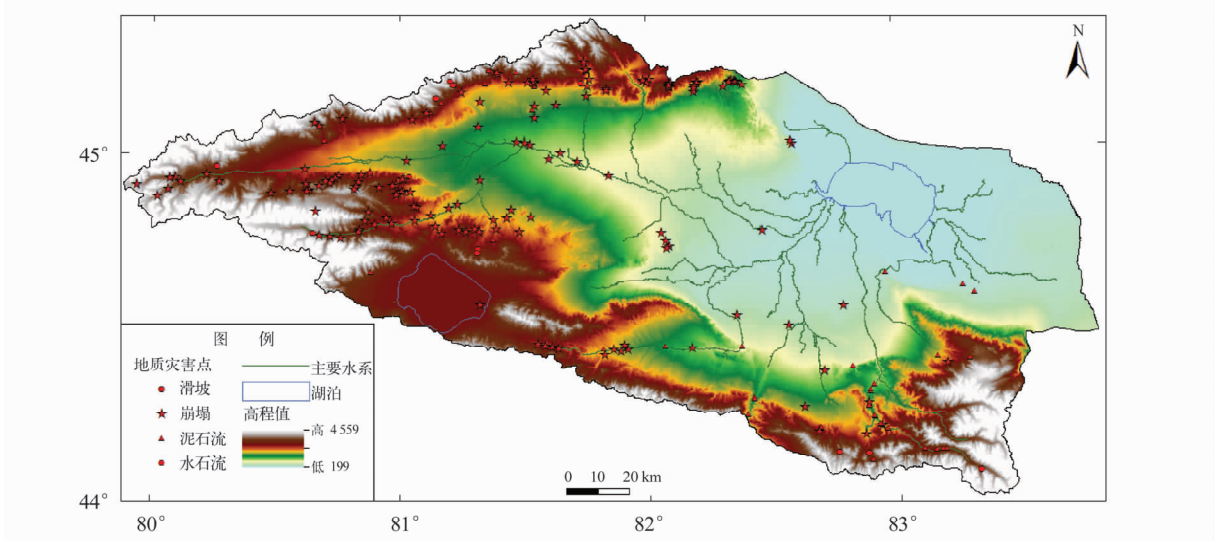 N
45°
44°
80°
81°
82°
83°
0 10 20 km
图 例
地质灾害点
滑坡
崩塌
泥石流
水石流
主要水系
湖泊
高程值
高 4 559
低 199